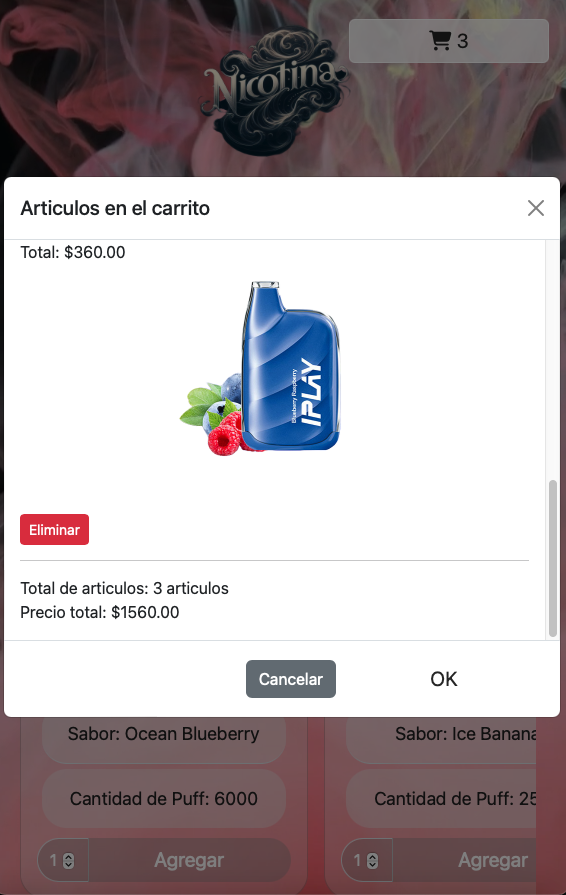 Nicotina
3
Articulos en el carrito
Total: $360.00
Blueberry Raspberry
IPLAY
Eliminar
Total de articulos: 3 articulos
Precio total: $1560.00
Cancelar
OK
Sabor: Ocean Blueberry
Sabor: Ice Banana
Cantidad de Puff: 6000
Cantidad de Puff: 25
1
Agregar
1
Agregar